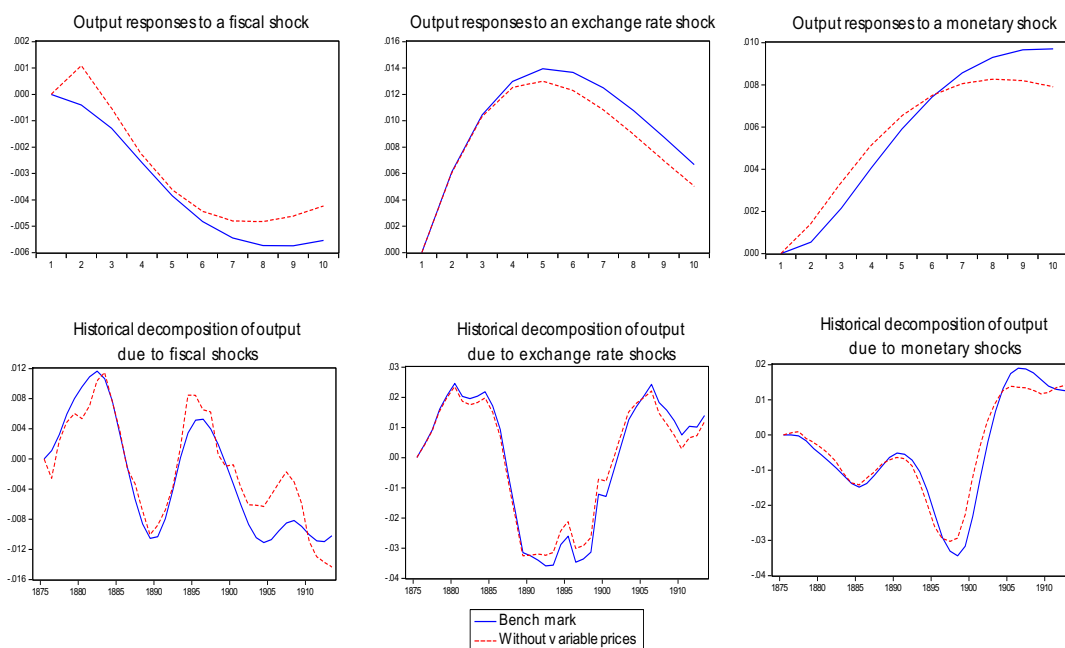 Output responses to a fiscal shock
.002
.001
.000
-.001
-.002
-.003
-.004
-.005
-.006
1 2 3 4 5 6 7 8 9 10
Output responses to an exchange rate shock
.016
.014
.012
.010
.008
.006
.004
.002
.000
1 2 3 4 5 6 7 8 9 10
Output responses to a monetary shock
.010
.008
.006
.004
.002
.000
1 2 3 4 5 6 7 8 9 10
Historical decomposition of output
due to fiscal shocks
.012
.008
.004
.000
-.004
-.008
-.012
-.016
1875 1880 1885 1890 1895 1900 1905 1910
Historical decomposition of output
due to exchange rate shocks
.03
.02
.01
.00
-.01
-.02
-.03
-.04
1875 1880 1885 1890 1895 1900 1905 1910
Historical decomposition of output
due to monetary shocks
.02
.01
.00
-.01
-.02
-.03
-.04
1875 1880 1885 1890 1895 1900 1905 1910
Bench mark
Without variable prices